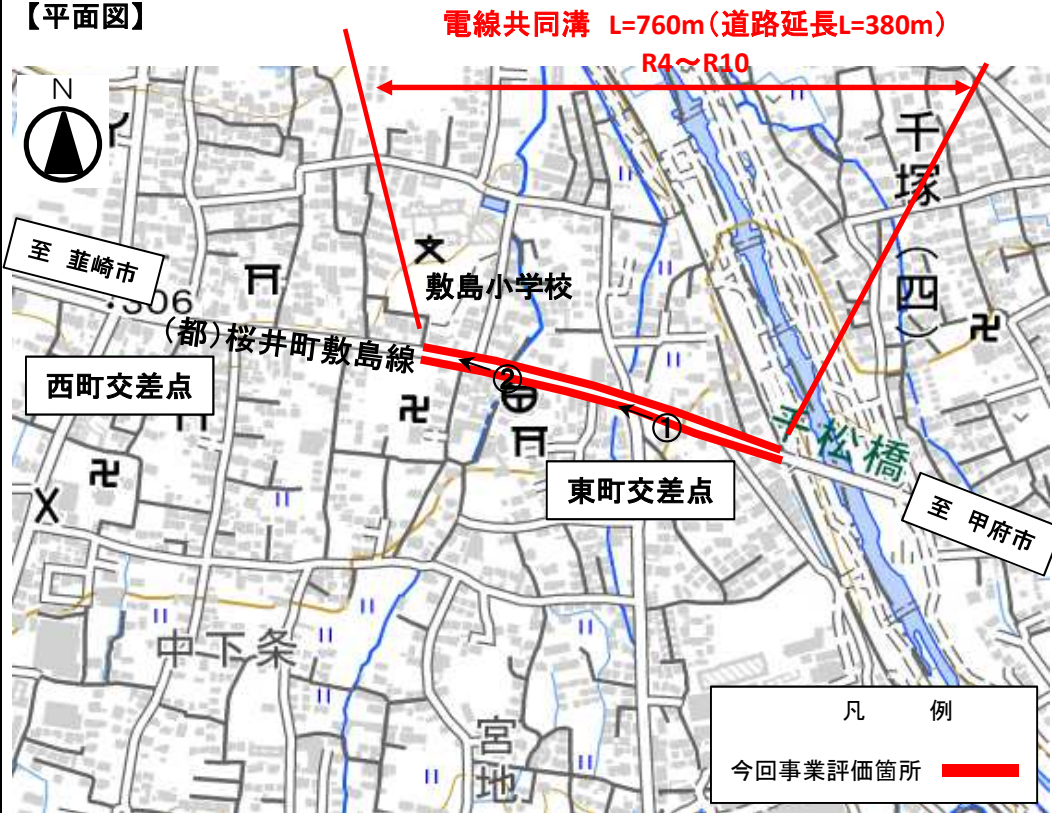 【平面図】
電線共同溝 L=760m(道路延長L=380m)
R4～R10
N
千塚(四)
至 韮崎市
306
敷島小学校
(都)桜井町敷島線
西町交差点
②
①
平松橋
東町交差点
至 甲府市
中下条
宮地
凡 例
今回事業評価箇所